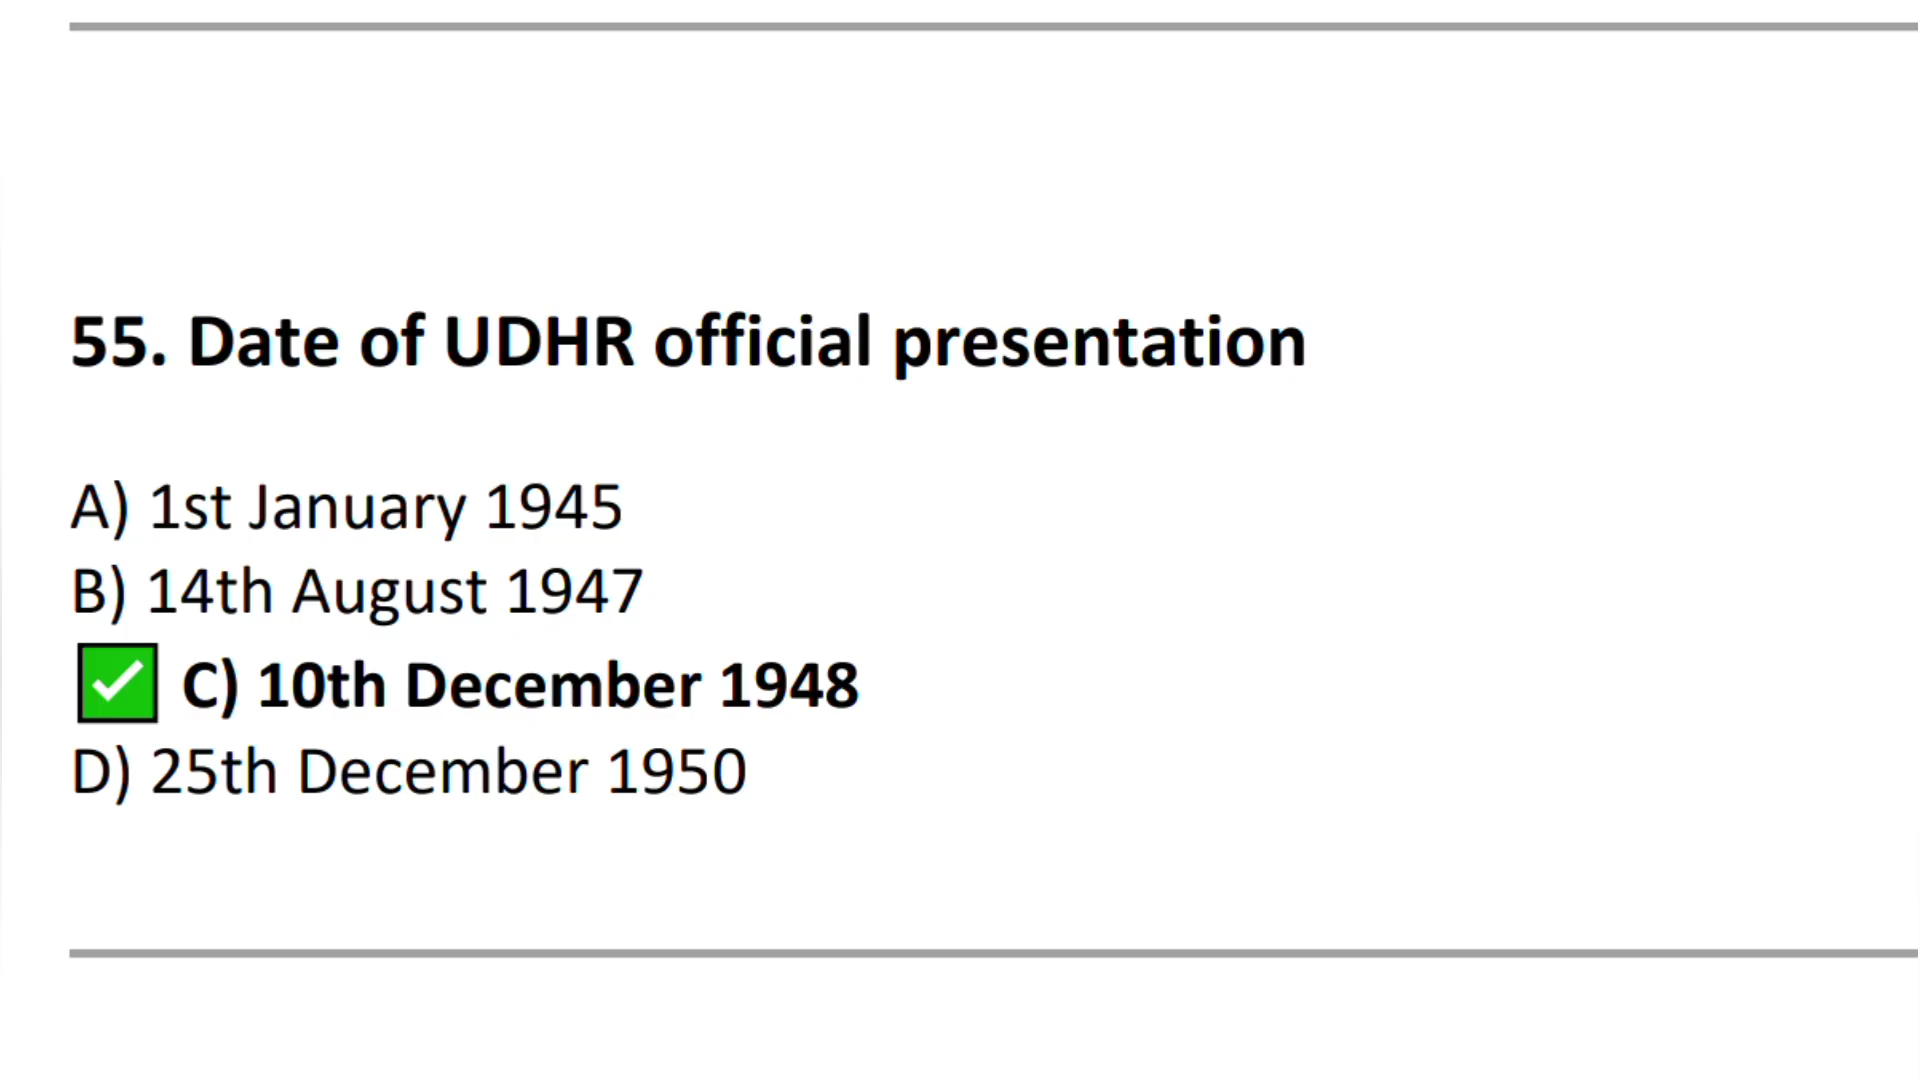 55. Date of UDHR official presentation
A) 1st January 1945
B) 14th August 1947
✅ C) 10th December 1948
D) 25th December 1950